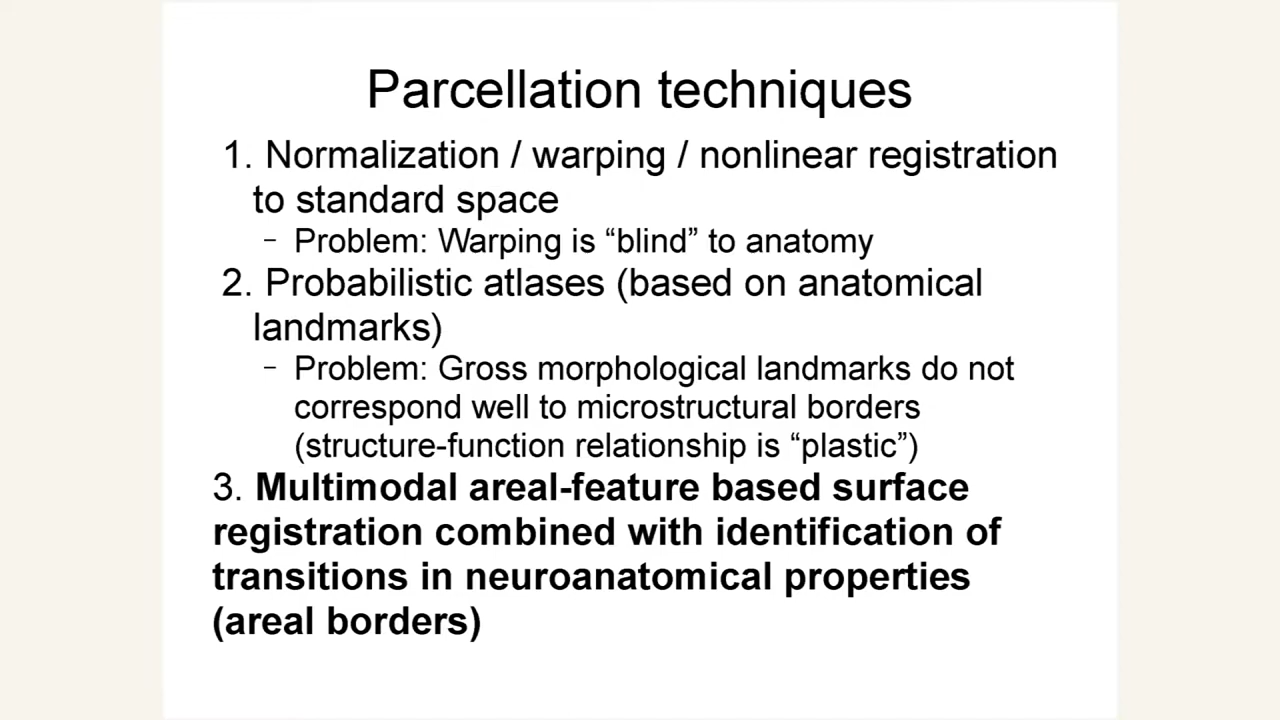 Parcellation techniques
1. Normalization / warping / nonlinear registration
to standard space
– Problem: Warping is “blind” to anatomy
2. Probabilistic atlases (based on anatomical
landmarks)
– Problem: Gross morphological landmarks do not
correspond well to microstructural borders
(structure-function relationship is “plastic”)
3. Multimodal areal-feature based surface
registration combined with identification of
transitions in neuroanatomical properties
(areal borders)